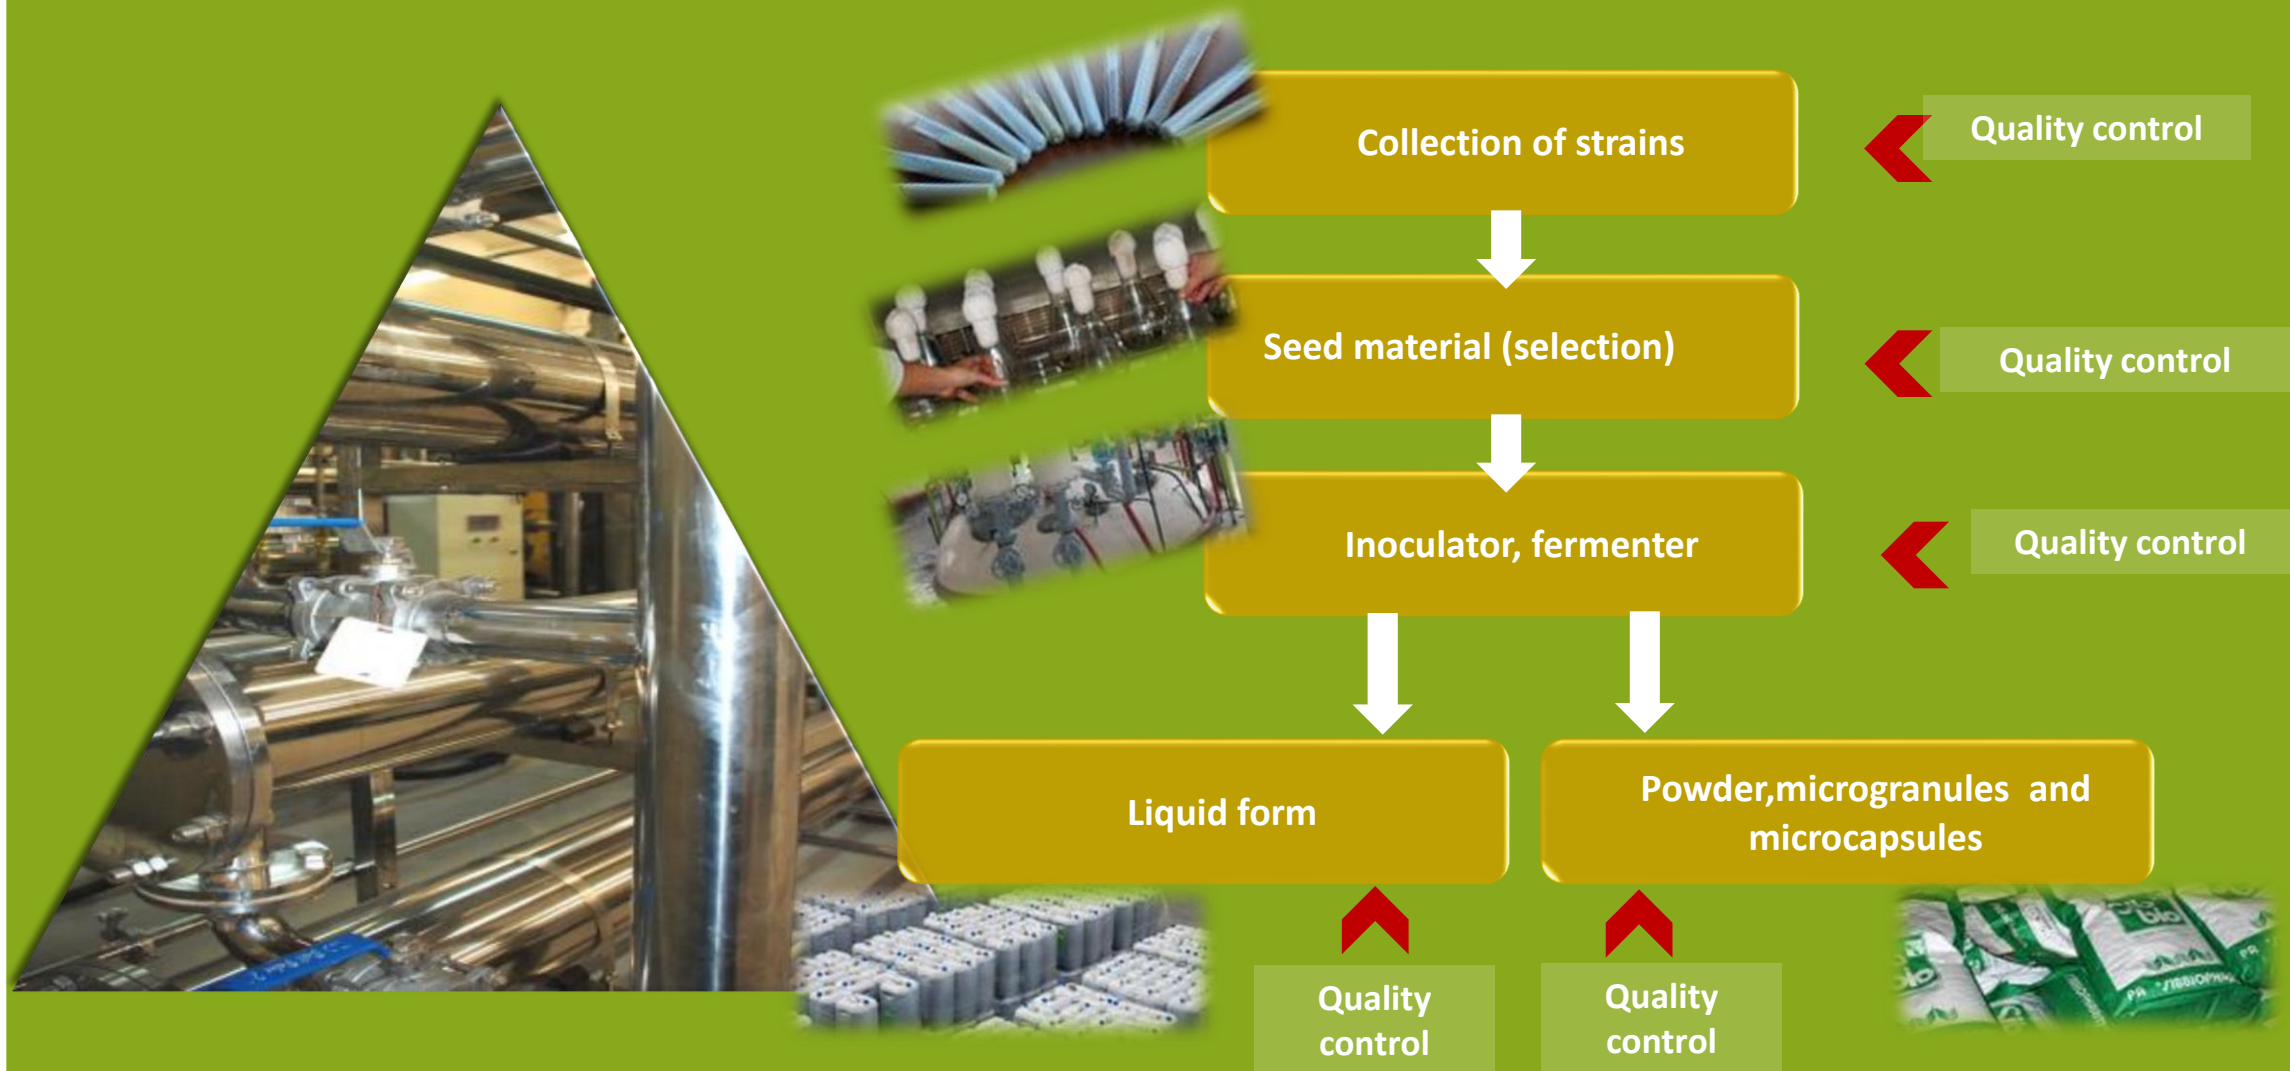 Collection of strains
Quality control
Seed material (selection)
Quality control
Inoculator, fermenter
Quality control
Liquid form
Powder,microgranules and
microcapsules
Quality
control
Quality
control
bio